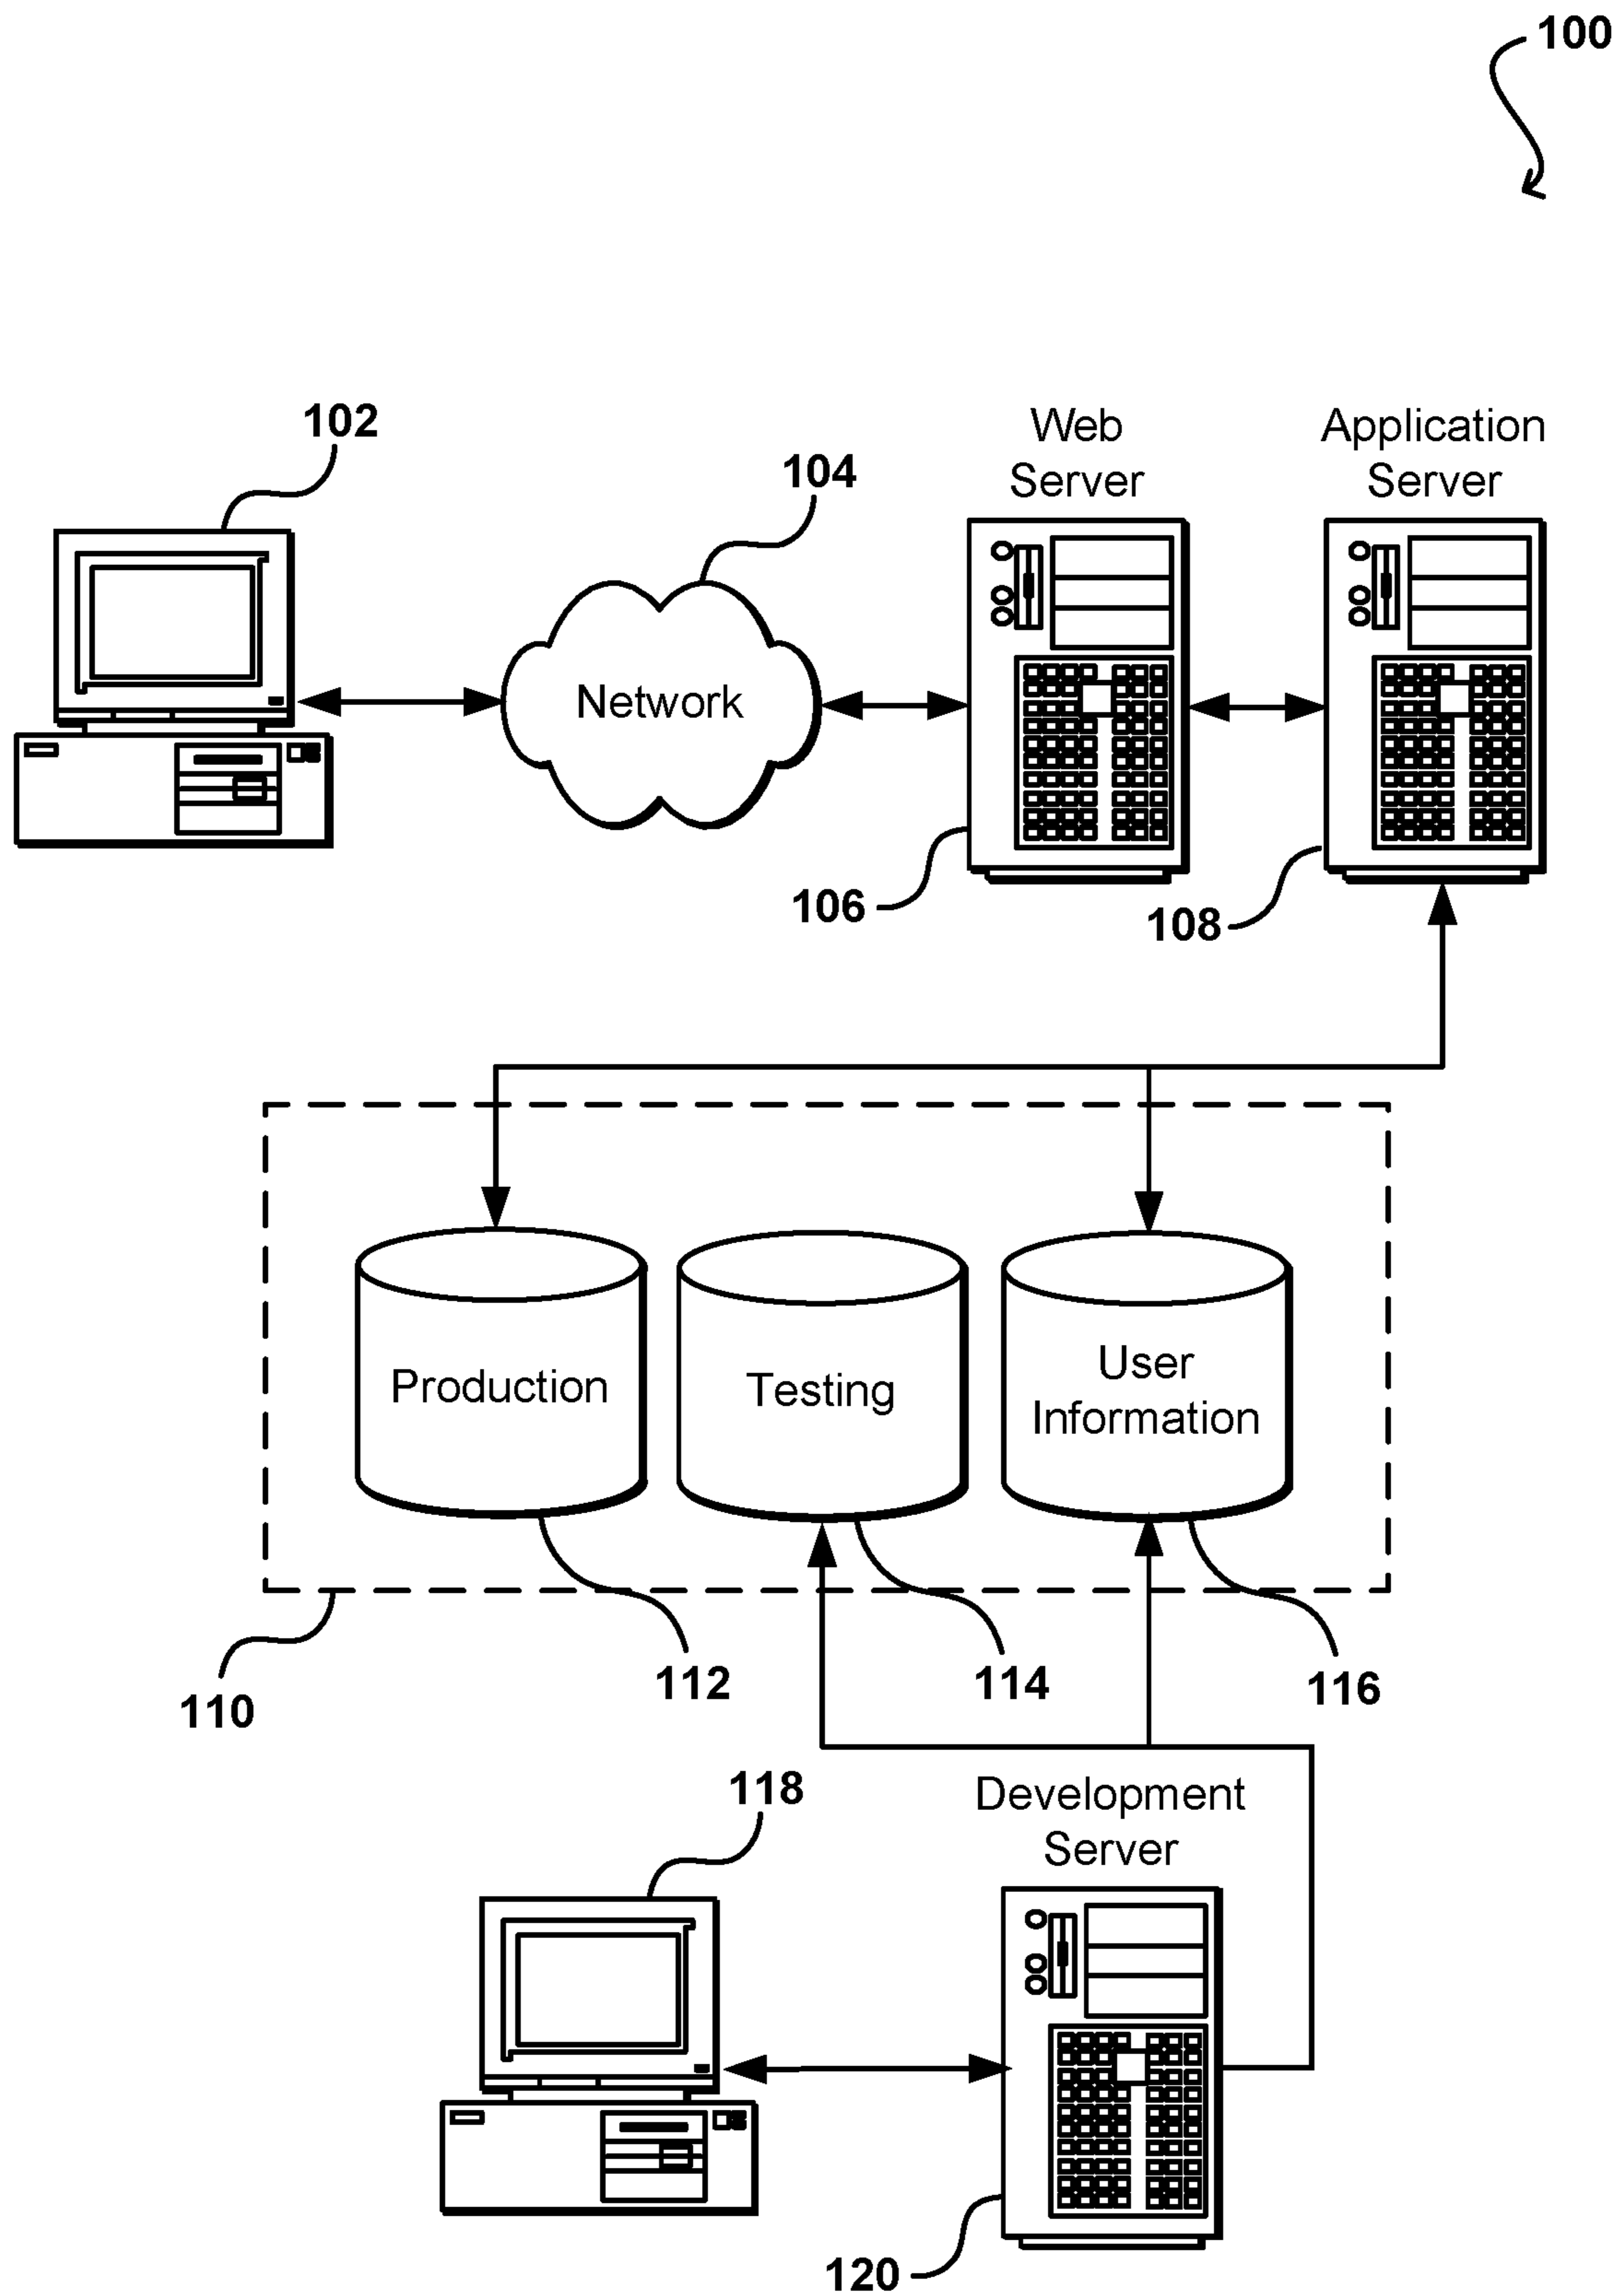 100
102
104
Web
Server
Application
Server
Network
106
108
Production
Testing
User
Information
110
112
114
116
118
Development
Server
120